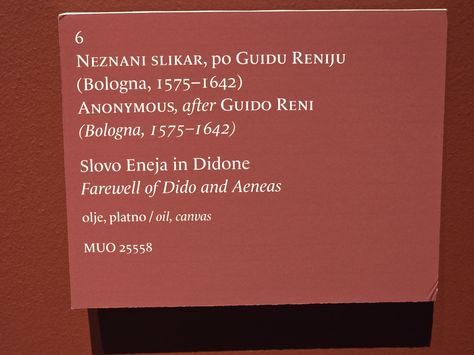 6
Neznani slikar, po Guidu Reniju
(Bologna, 1575–1642)
Anonymous, after Guido Reni
(Bologna, 1575–1642)
Slovo Eneja in Didone
Farewell of Dido and Aeneas
olje, platno / oil, canvas
MUO 25558